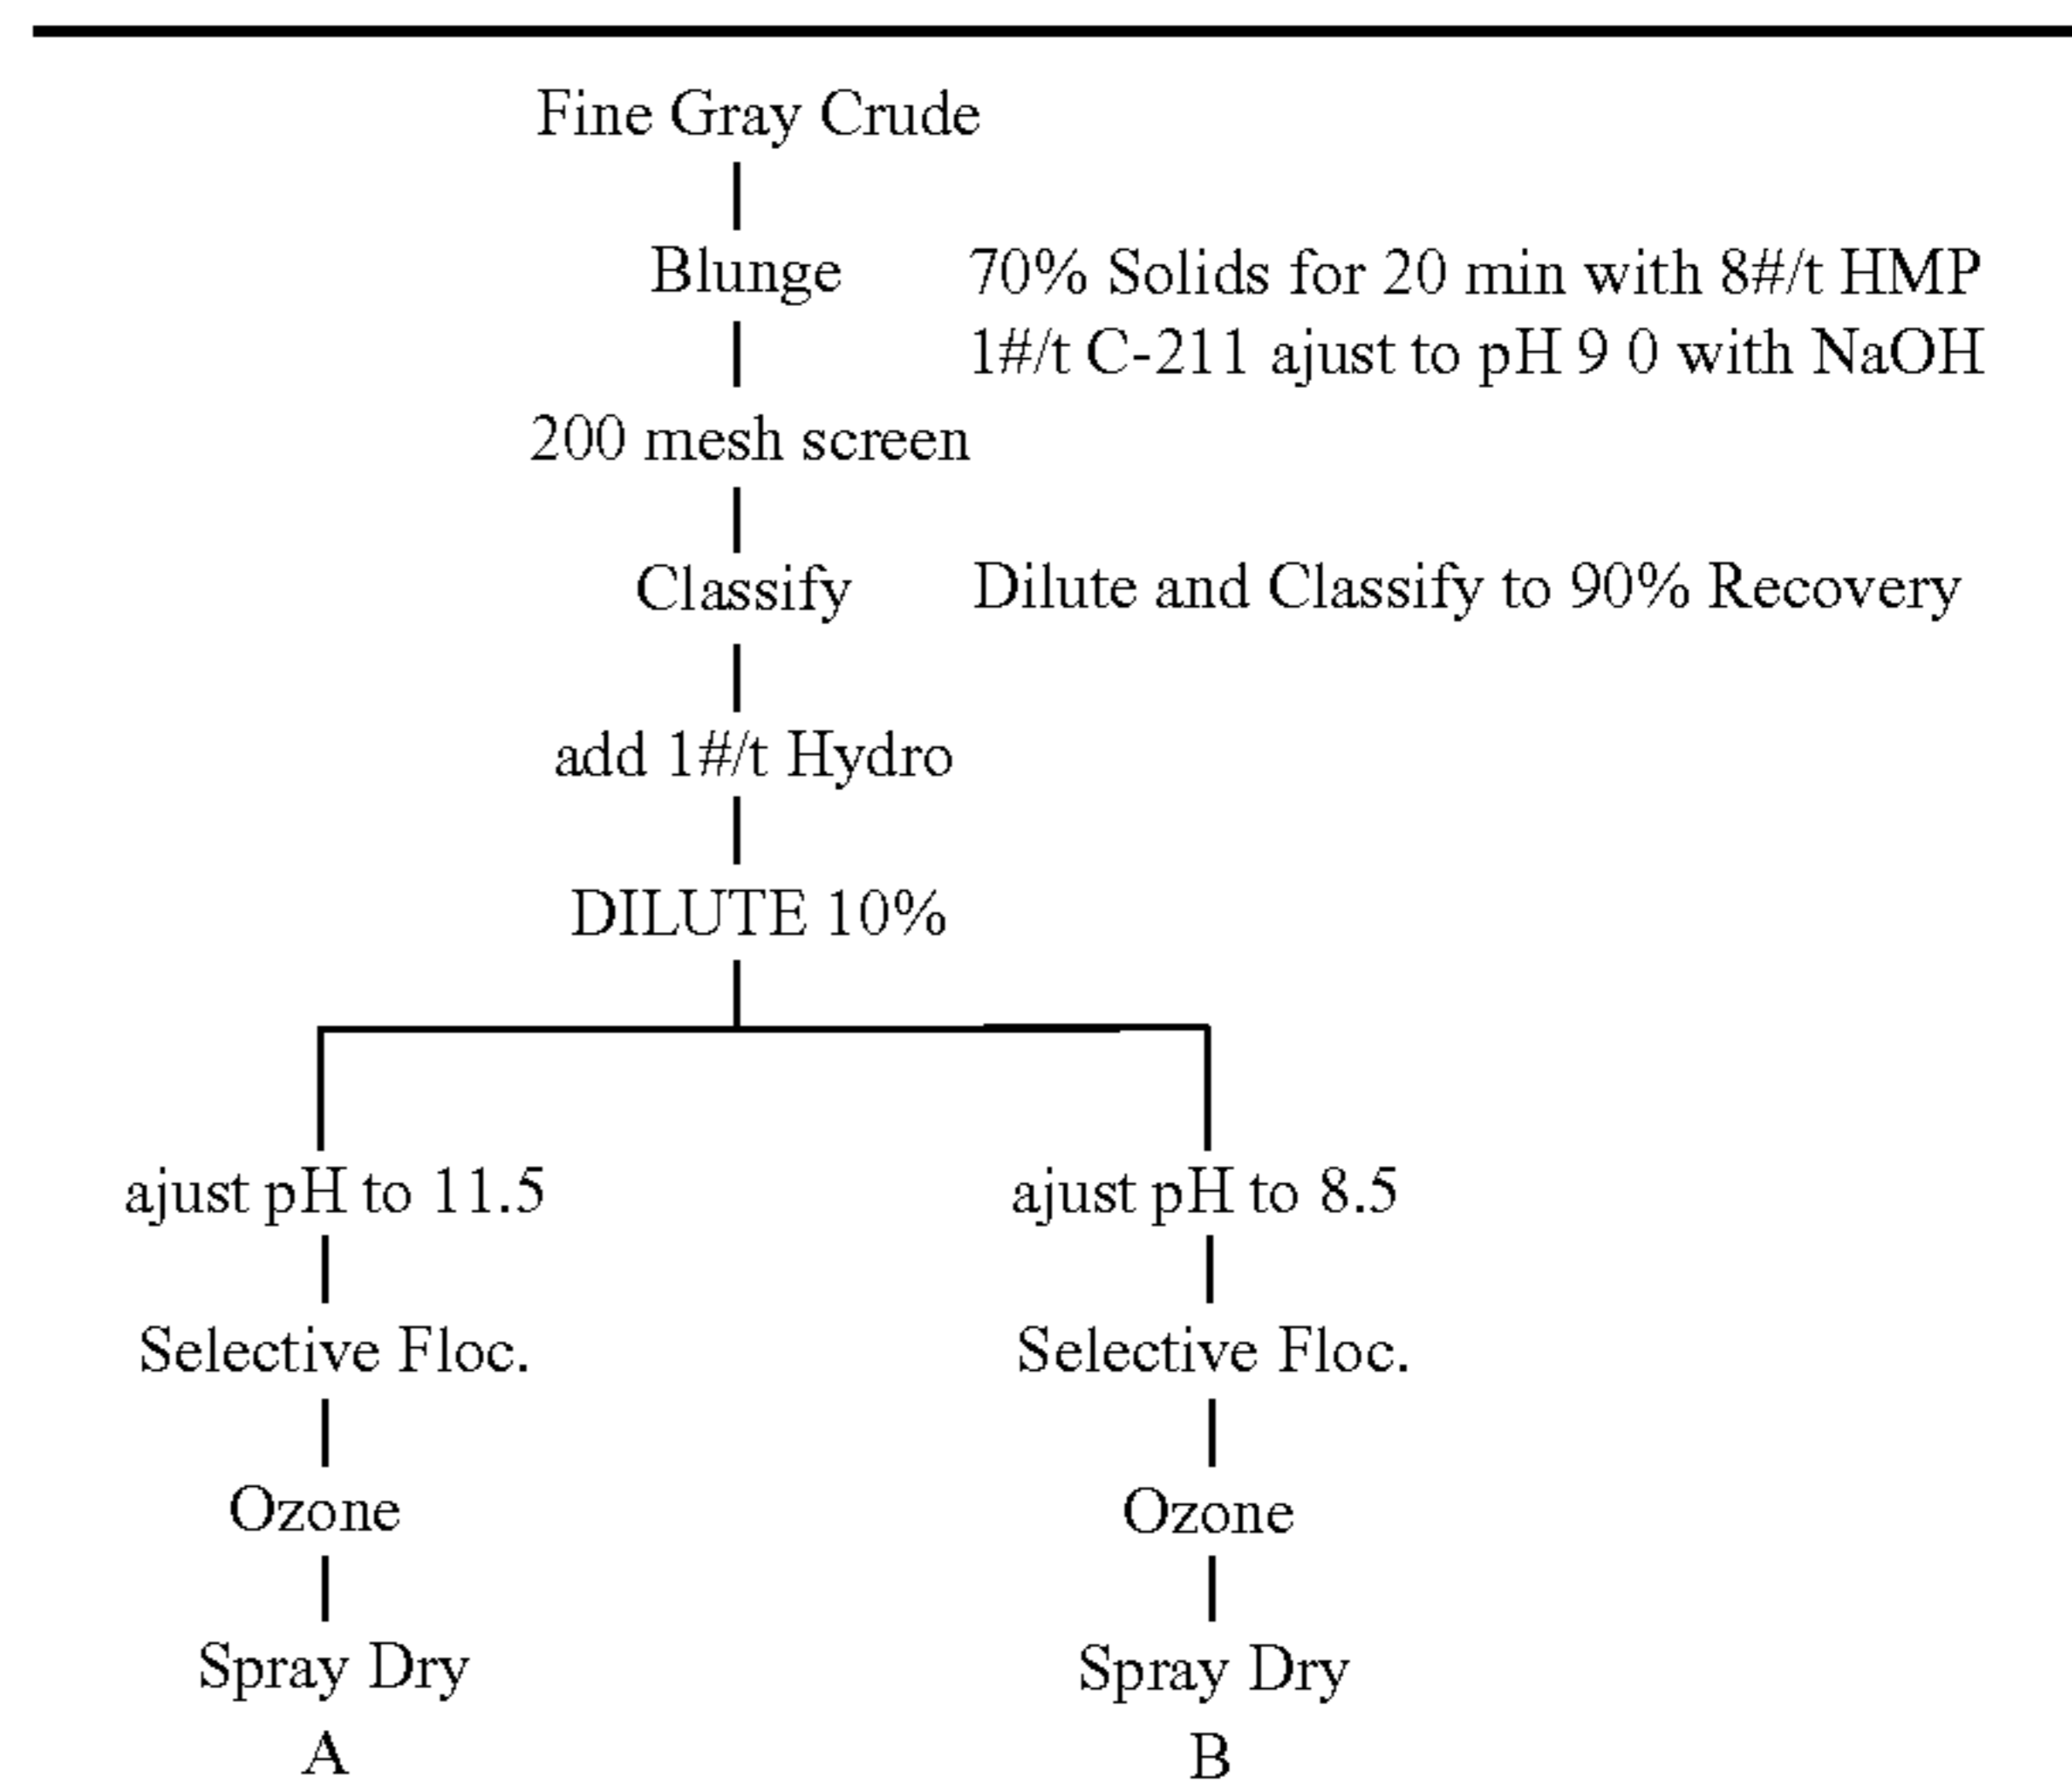 Fine Gray Crude
Blunge
70% Solids for 20 min with 8#/t HMP
1#/t C-211 ajust to pH 9 0 with NaOH
200 mesh screen
Classify
Dilute and Classify to 90% Recovery
add 1#/t Hydro
DILUTE 10%
ajust pH to 11.5
ajust pH to 8.5
Selective Floc.
Selective Floc.
Ozone
Ozone
Spray Dry
Spray Dry
A
B